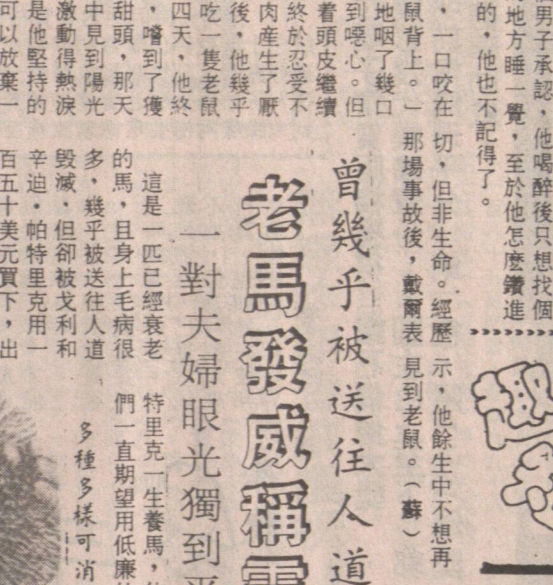 男子承認,他喝醉後只想找個
地方睡一覺,至於他怎麼鑽進
的,他也不記得了。
趣
,一口咬在
鼠背上。」
地咽了幾口
到噁心。但
着頭皮繼續
終於忍受不
肉產生了厭
後,他幾乎
吃一隻老鼠
四天,他終
,嚐到了獲
甜頭,那天
中見到陽光
激動得熱淚
是他堅持的
可以放棄一
切,但非生命。經歷
那場事故後,戴爾表
示,他餘生中不想再
見到老鼠。(蘇)
曾幾乎被送往人道
老馬發威稱
一對夫婦眼光獨到
這是一匹已經衰老
的馬,且身上毛病很
多,幾乎被送往人道
毀滅,但卻被戈利和
辛迪・帕特里克用一
百五十美元買下,出
特里克一生養馬,
們一直期望用低廉
多種多樣可消